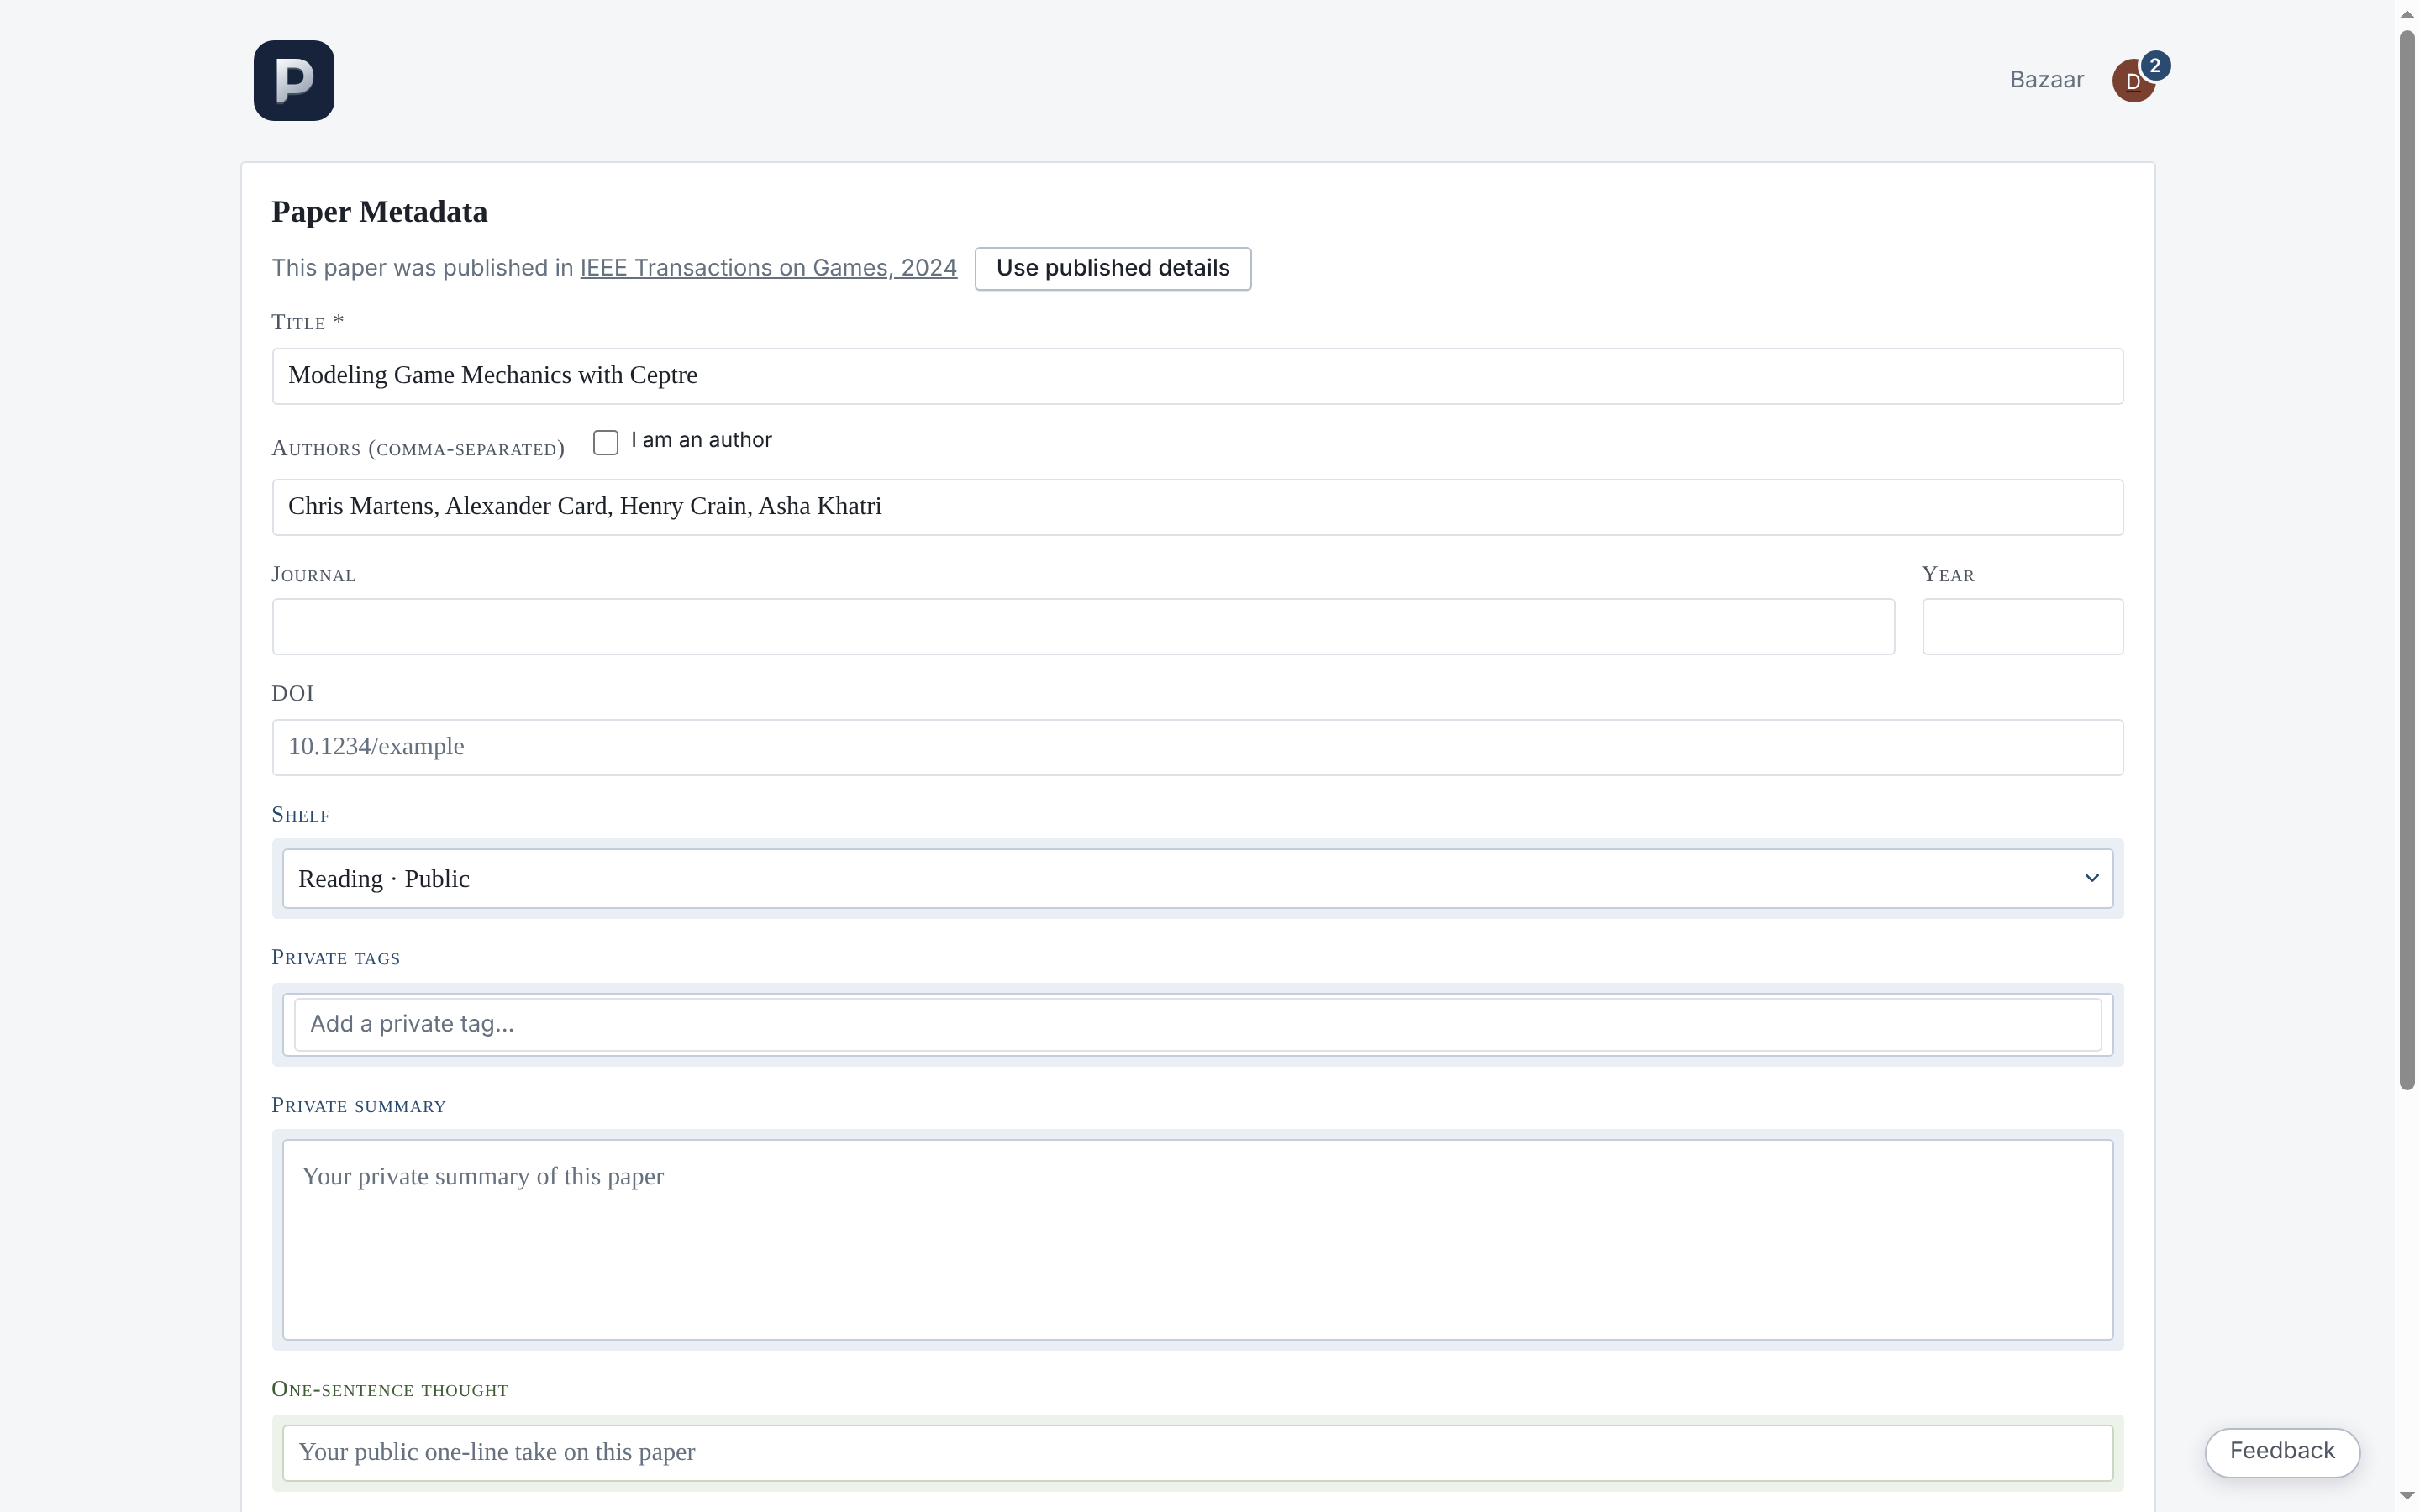 P
Bazaar
D
2
Paper Metadata
This paper was published in IEEE Transactions on Games, 2024 Use published details
Title *
Modeling Game Mechanics with Ceptre
Authors (comma-separated) I am an author
Chris Martens, Alexander Card, Henry Crain, Asha Khatri
Journal Year
DOI
10.1234/example
Shelf
Reading · Public
Private tags
Add a private tag...
Private summary
Your private summary of this paper
One-sentence thought
Your public one-line take on this paper
Feedback